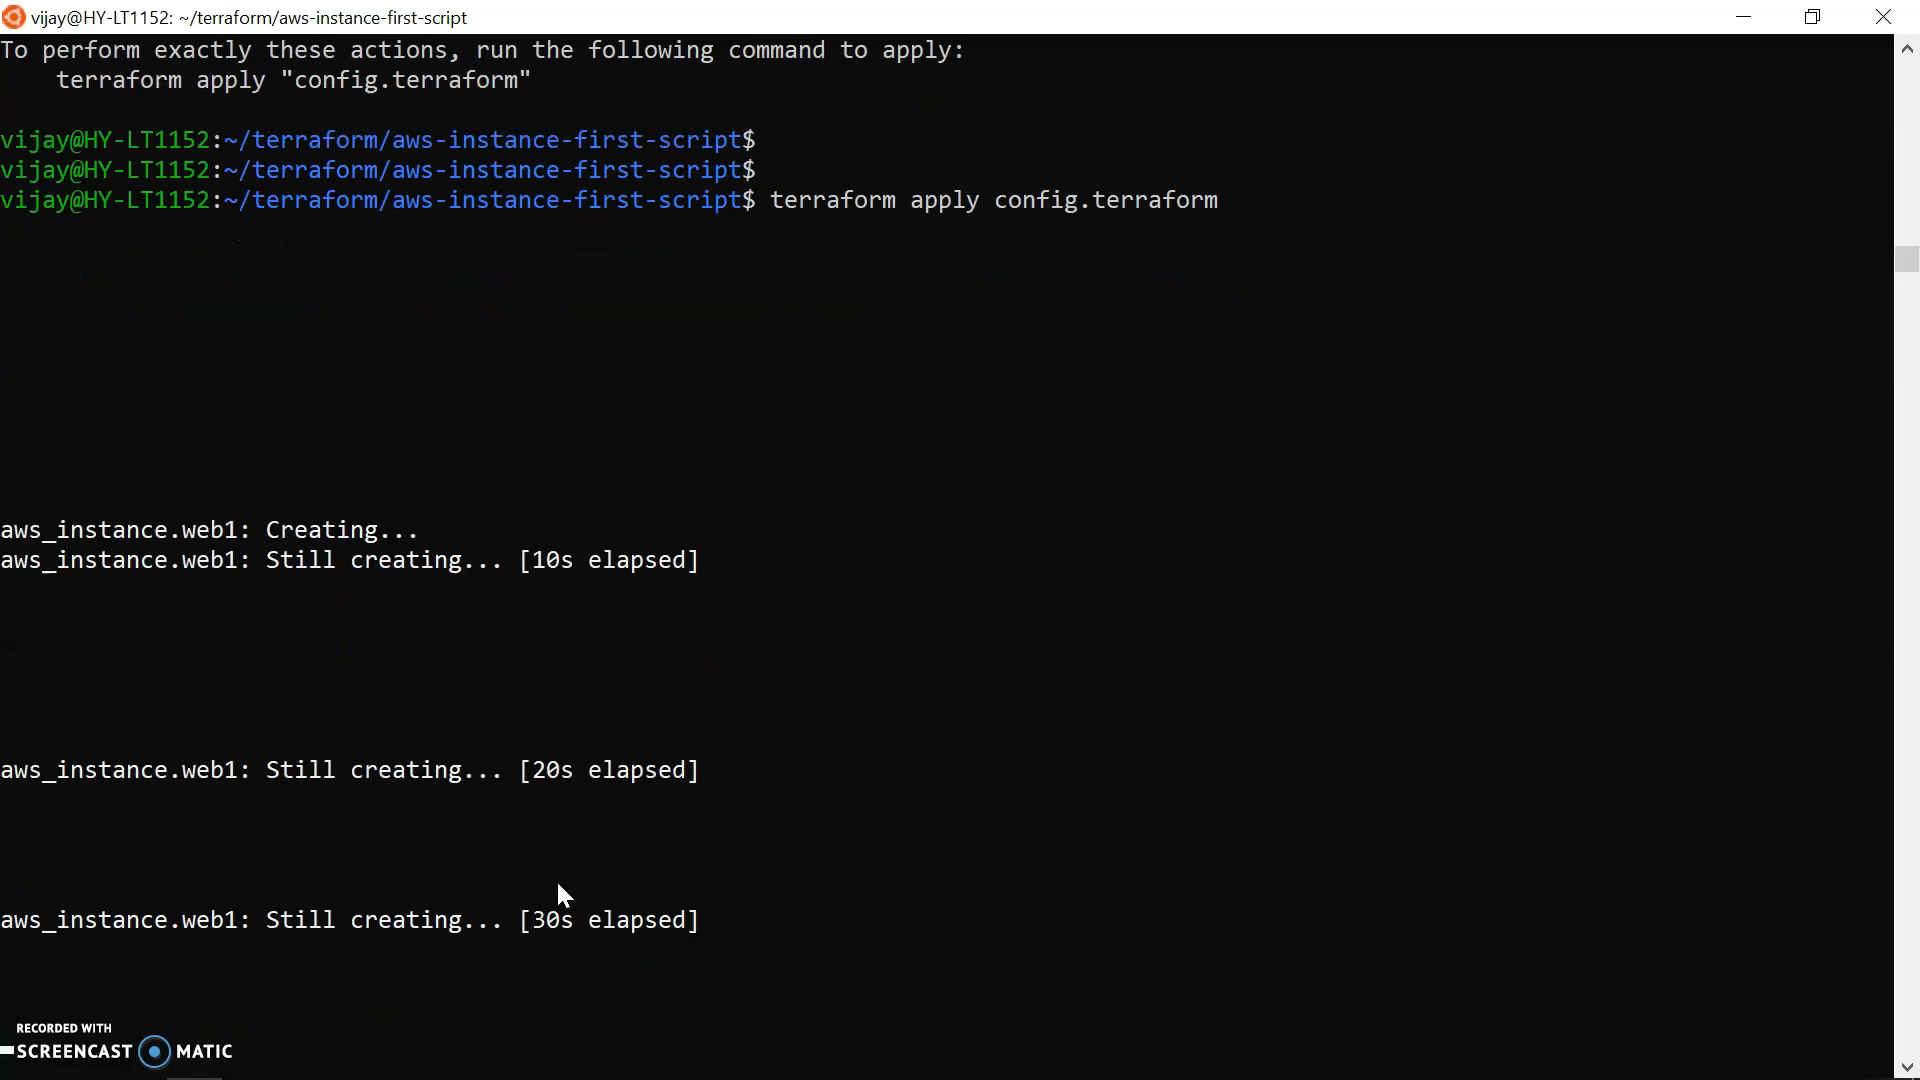 vijay@HY-LT1152: ~/terraform/aws-instance-first-script
To perform exactly these actions, run the following command to apply:
    terraform apply "config.terraform"
vijay@HY-LT1152:~/terraform/aws-instance-first-script$
vijay@HY-LT1152:~/terraform/aws-instance-first-script$
vijay@HY-LT1152:~/terraform/aws-instance-first-script$ terraform apply config.terraform
aws_instance.web1: Creating...
aws_instance.web1: Still creating... [10s elapsed]
aws_instance.web1: Still creating... [20s elapsed]
aws_instance.web1: Still creating... [30s elapsed]
RECORDED WITH
SCREENCAST MATIC